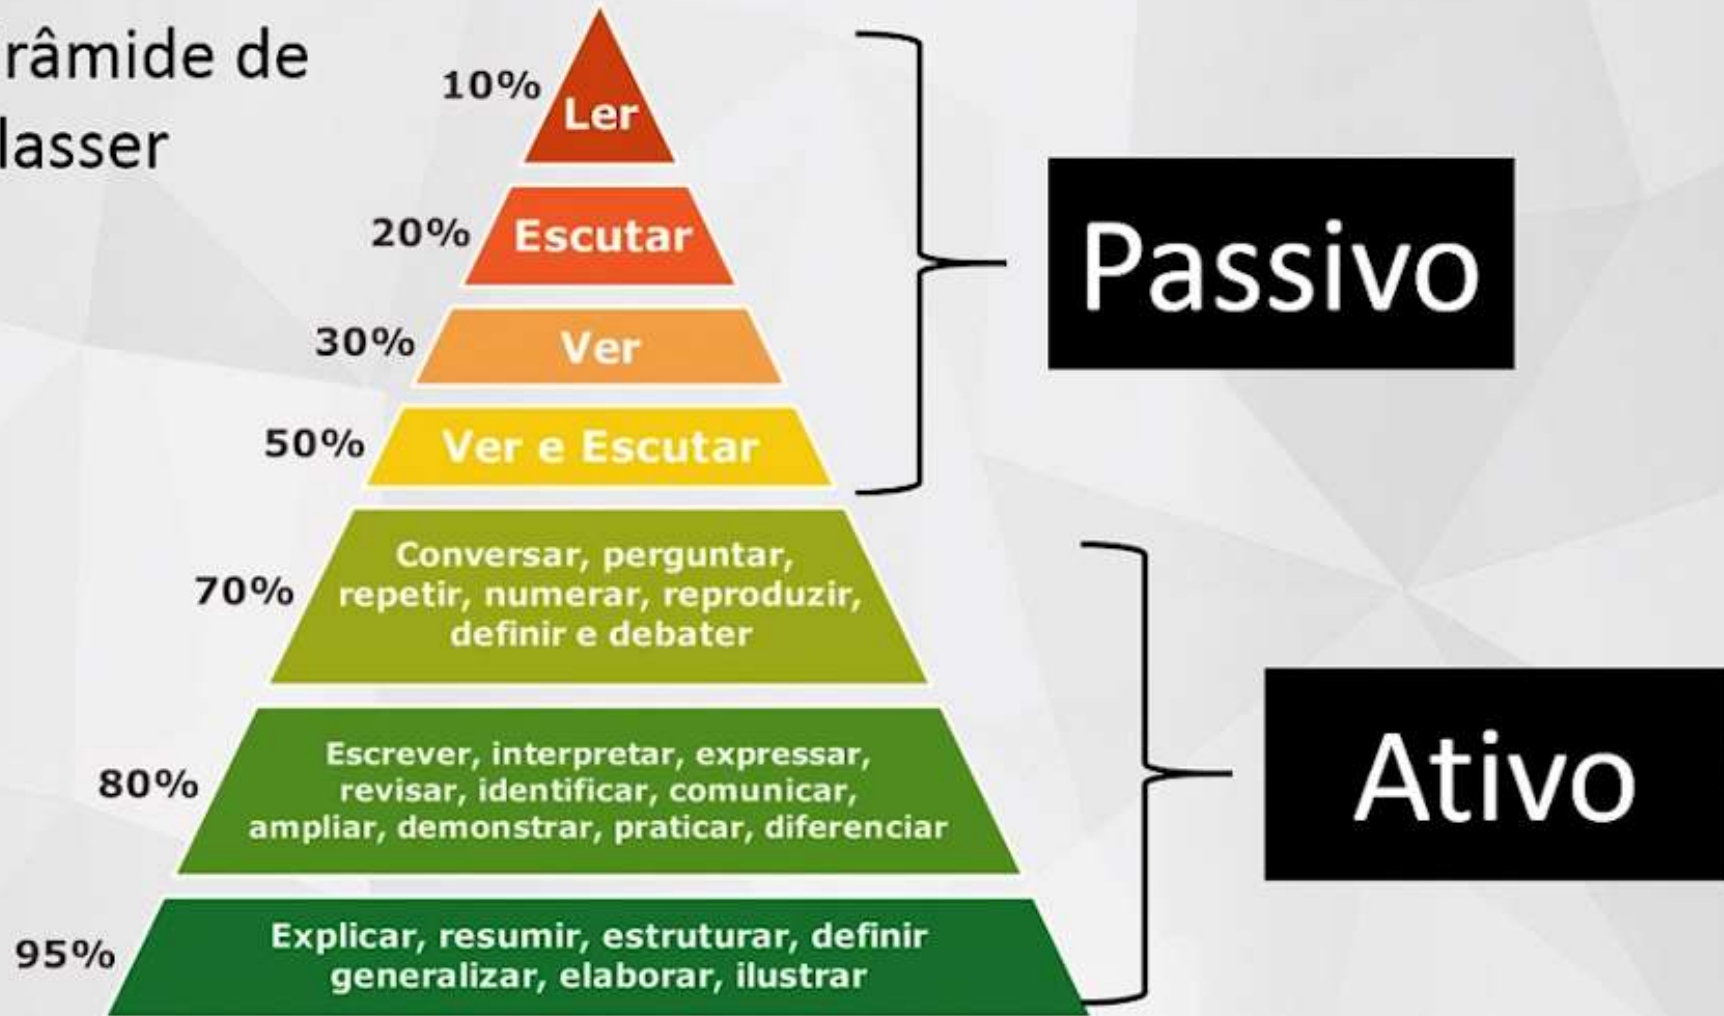 râmide de
lasser
10%
Ler
20%
Escutar
30%
Ver
50%
Ver e Escutar
Passivo
70%
Conversar, perguntar,
repetir, numerar, reproduzir,
definir e debater
80%
Escrever, interpretar, expressar,
revisar, identificar, comunicar,
ampliar, demonstrar, praticar, diferenciar
95%
Explicar, resumir, estruturar, definir
generalizar, elaborar, ilustrar
Ativo